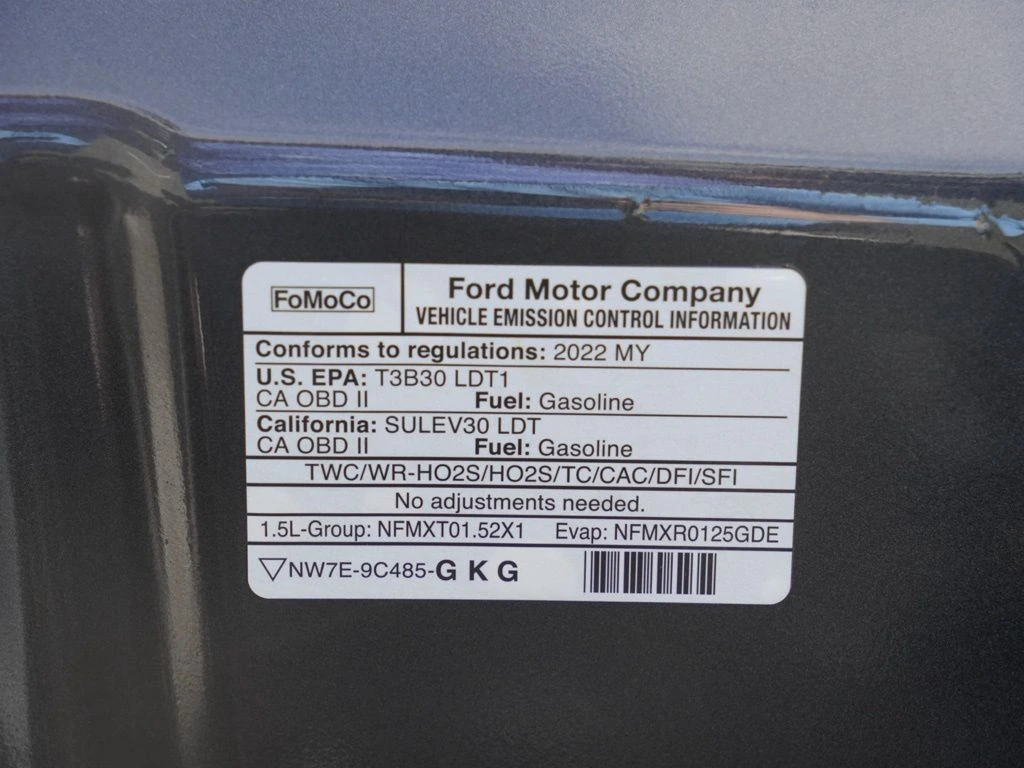 FoMoCo
Ford Motor Company
VEHICLE EMISSION CONTROL INFORMATION
Conforms to regulations: 2022 MY
U.S. EPA: T3B30 LDT1
CA OBD II Fuel: Gasoline
California: SULEV30 LDT
CA OBD II Fuel: Gasoline
TWC/WR-HO2S/HO2S/TC/CAC/DFI/SFI
No adjustments needed.
1.5L-Group: NFMXT01.52X1 Evap: NFMXR0125GDE
NW7E-9C485-G K G